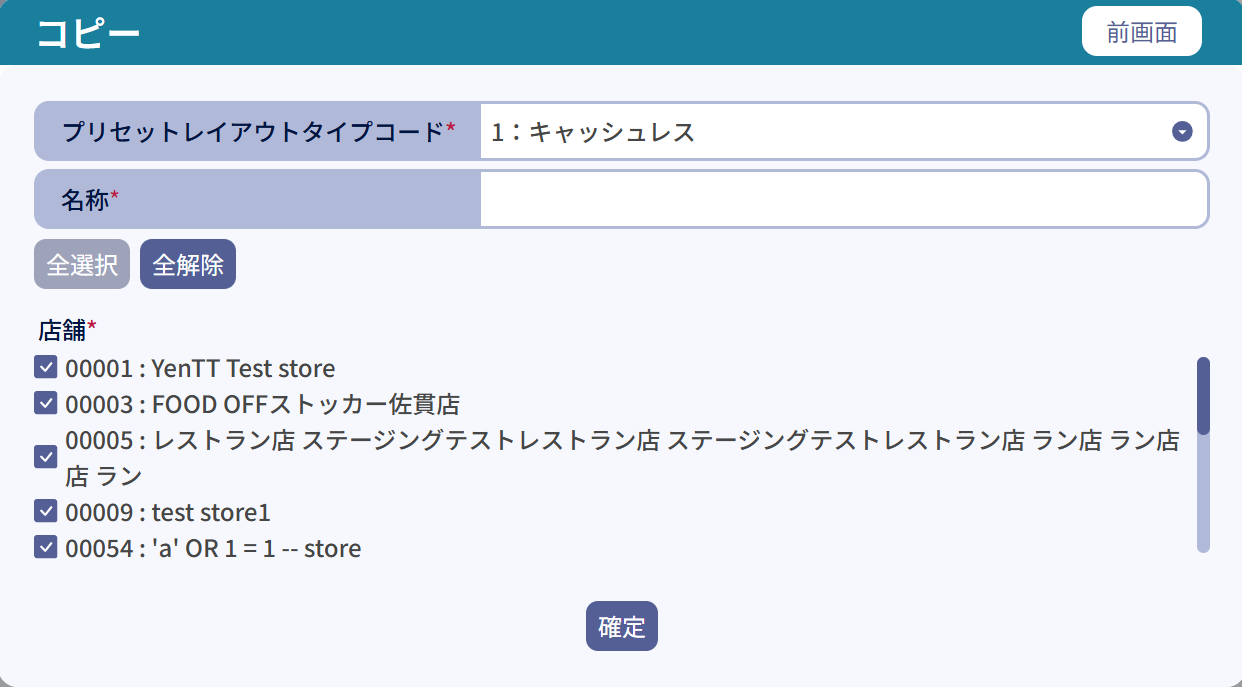 コピー
前画面
プリセットレイアウトタイプコード*
1：キャッシュレス
名称*
全選択
全解除
店舗*
00001 : YenTT Test store
00003 : FOOD OFFストッカー佐貫店
00005 : レストラン店 ステージングテストレストラン店 ステージングテストレストラン店 ラン店 ラン店
店 ラン
00009 : test store1
00054 : 'a' OR 1 = 1 -- store
確定